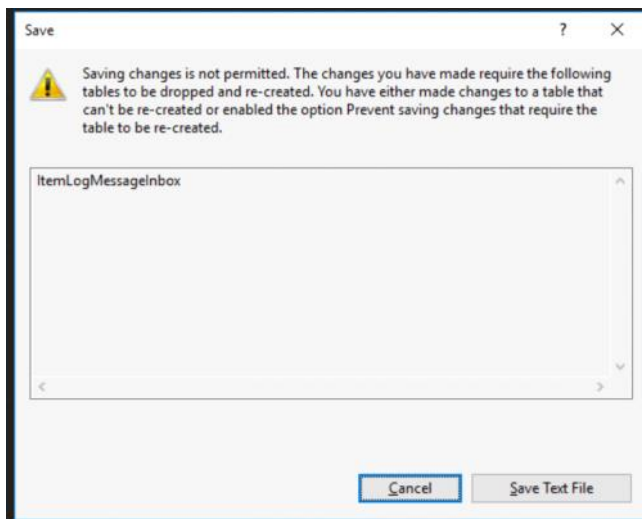 Save
?
Saving changes is not permitted. The changes you have made require the following
tables to be dropped and re-created. You have either made changes to a table that
can't be re-created or enabled the option Prevent saving changes that require the
table to be re-created.
ItemLogMessageInbox
Cancel
Save Text File